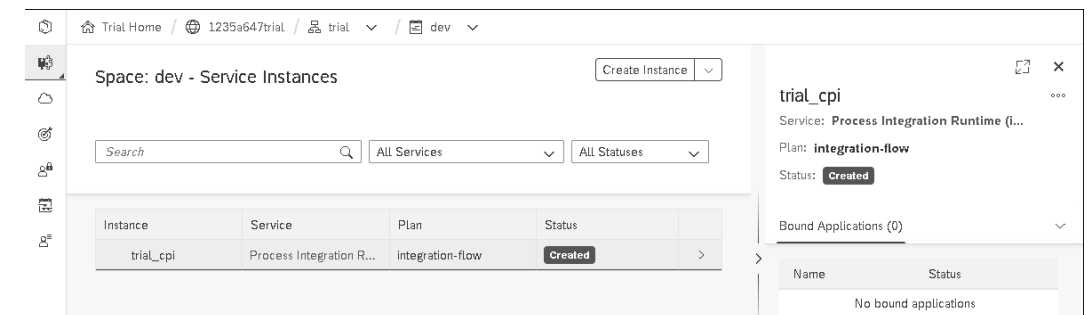 Trial Home / 1235a647trial / trial / dev
Space: dev - Service Instances
Create Instance
Search
All Services
All Statuses
Instance Service Plan Status
trial_cpi Process Integration R... integration-flow Created
trial_cpi
Service: Process Integration Runtime (i...
Plan: integration-flow
Status: Created
Bound Applications (0)
Name Status
No bound applications